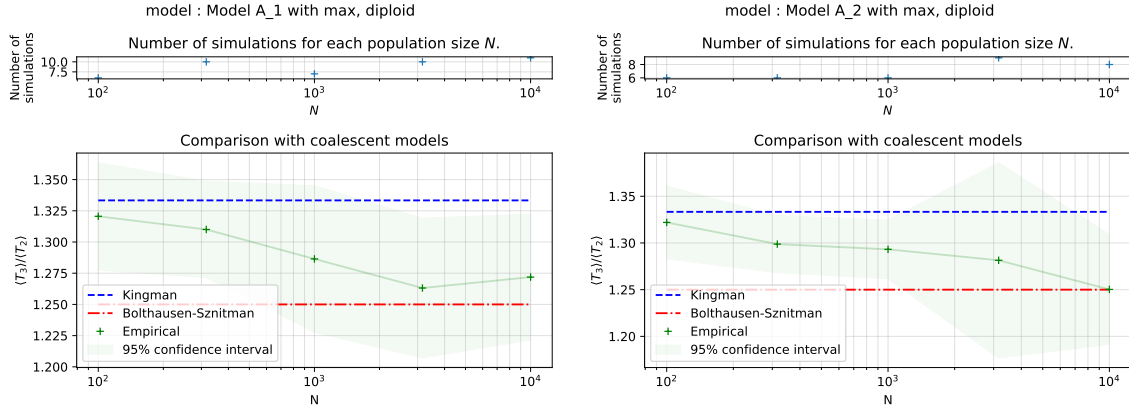 model : Model A_1 with max, diploid
Number of simulations for each population size N.
Number of
simulations
10.0
7.5
10²
10³
10⁴
N
Comparison with coalescent models
⟨T₃⟩/⟨T₂⟩
1.350
1.325
1.300
1.275
1.250
1.225
1.200
Kingman
Bolthausen-Sznitman
Empirical
95% confidence interval
10²
10³
10⁴
N
model : Model A_2 with max, diploid
Number of simulations for each population size N.
Number of
simulations
8
6
10²
10³
10⁴
N
Comparison with coalescent models
⟨T₃⟩/⟨T₂⟩
1.35
1.30
1.25
1.20
Kingman
Bolthausen-Sznitman
Empirical
95% confidence interval
10²
10³
10⁴
N